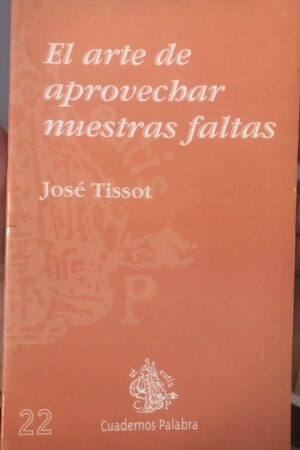 El arte de
aprovechar
nuestras faltas
José Tissot
22
Cuadernos Palabra